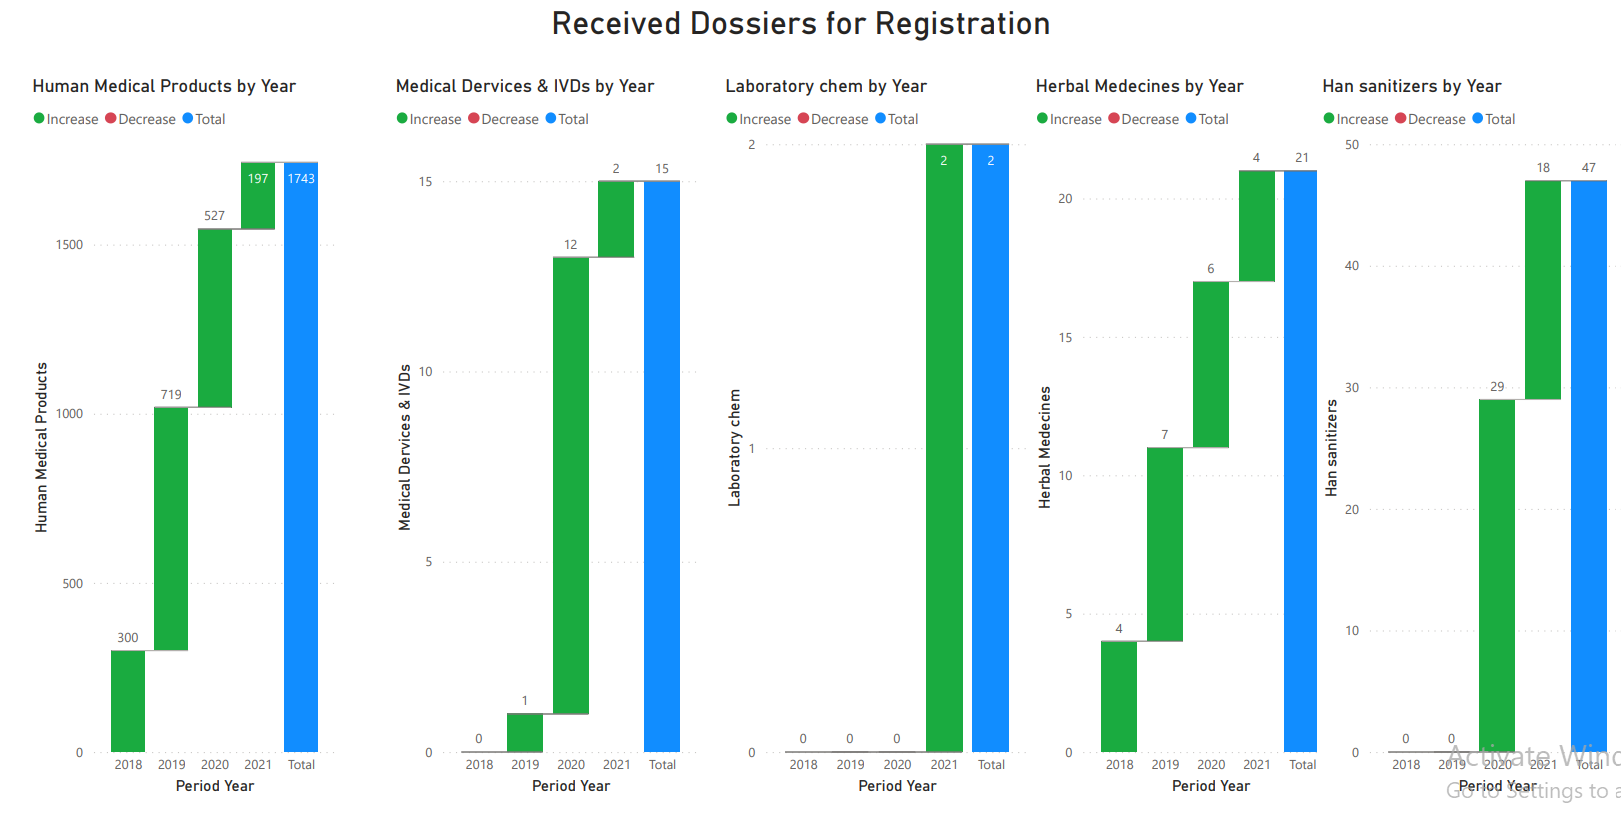 Received Dossiers for Registration
Human Medical Products by Year
Increase Decrease Total
Human Medical Products
1500
1000
500
0
300
719
527
197
1743
2018 2019 2020 2021 Total
Period Year
Medical Dervices & IVDs by Year
Increase Decrease Total
Medical Dervices & IVDs
15
10
5
0
0
1
12
2
15
2018 2019 2020 2021 Total
Period Year
Laboratory chem by Year
Increase Decrease Total
Laboratory chem
2
1
0
0
0
0
2
2
2018 2019 2020 2021 Total
Period Year
Herbal Medecines by Year
Increase Decrease Total
Herbal Medecines
20
15
10
5
0
4
7
6
4
21
2018 2019 2020 2021 Total
Period Year
Han sanitizers by Year
Increase Decrease Total
Han sanitizers
50
40
30
20
10
0
0
0
29
18
47
2018 2019 2020 2021 Total
Period Year
Activate Wind
Go to Settings to a